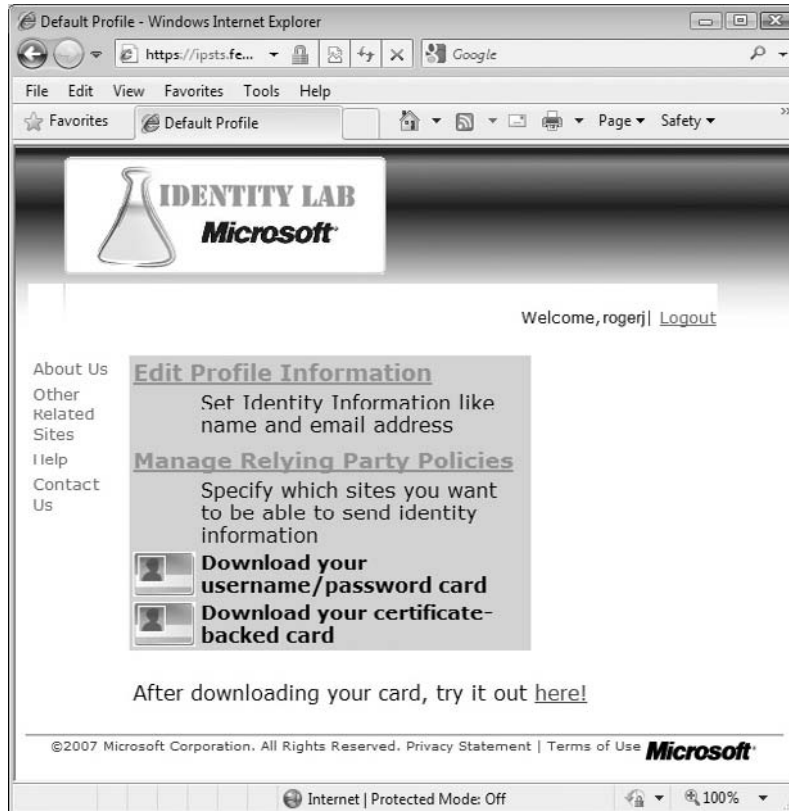 Default Profile - Windows Internet Explorer
https://ipsts.fe...
Google
File Edit View Favorites Tools Help
Favorites
Default Profile
Page Safety
IDENTITY LAB
Microsoft
Welcome, rogerj| Logout
About Us
Other
Related
Sites
Help
Contact
Us
Edit Profile Information
Set Identity Information like
name and email address
Manage Relying Party Policies
Specify which sites you want
to be able to send identity
information
Download your
username/password card
Download your certificate-
backed card
After downloading your card, try it out here!
©2007 Microsoft Corporation. All Rights Reserved. Privacy Statement | Terms of Use Microsoft
Internet | Protected Mode: Off
100%